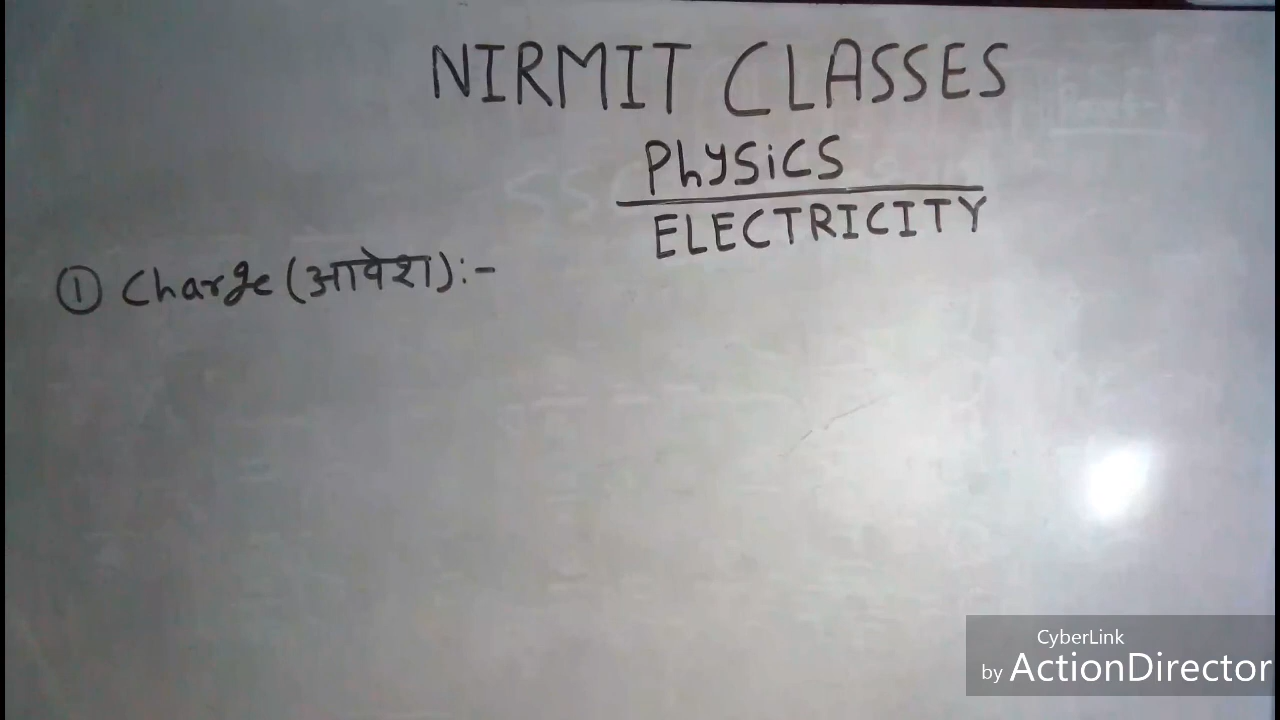 NIRMIT CLASSES
PhySiCS
ELECTRICITY
① Charge (आवेश):-
CyberLink
by ActionDirector